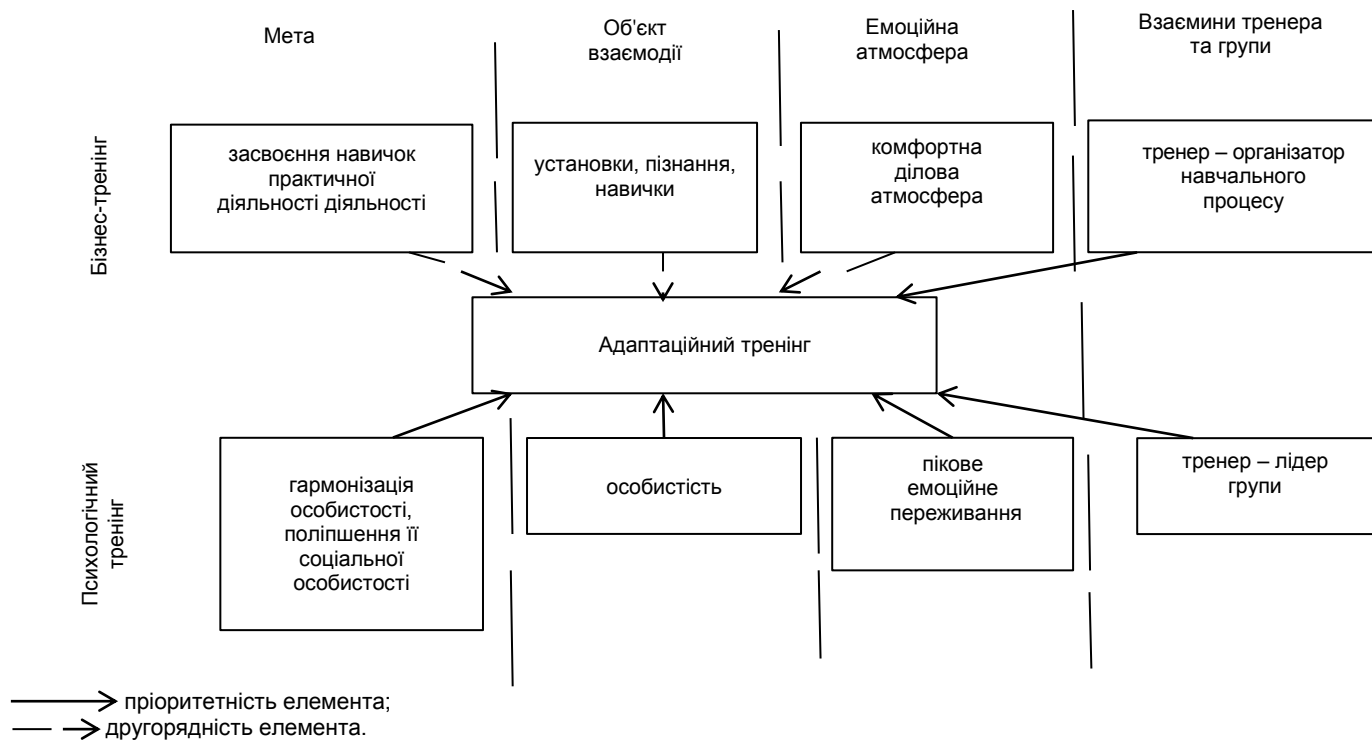 Мета
Об'єкт
взаємодії
Емоційна
атмосфера
Взаємини тренера
та групи
Бізнес-тренінг
засвоєння навичок
практичної
діяльності діяльності
установки, пізнання,
навички
комфортна
ділова
атмосфера
тренер – організатор
навчального
процесу
Адаптаційний тренінг
Психологічний
тренінг
гармонізація
особистості,
поліпшення її
соціальної
особистості
особистість
пікове
емоційне
переживання
тренер – лідер
групи
пріоритетність елемента;
другорядність елемента.